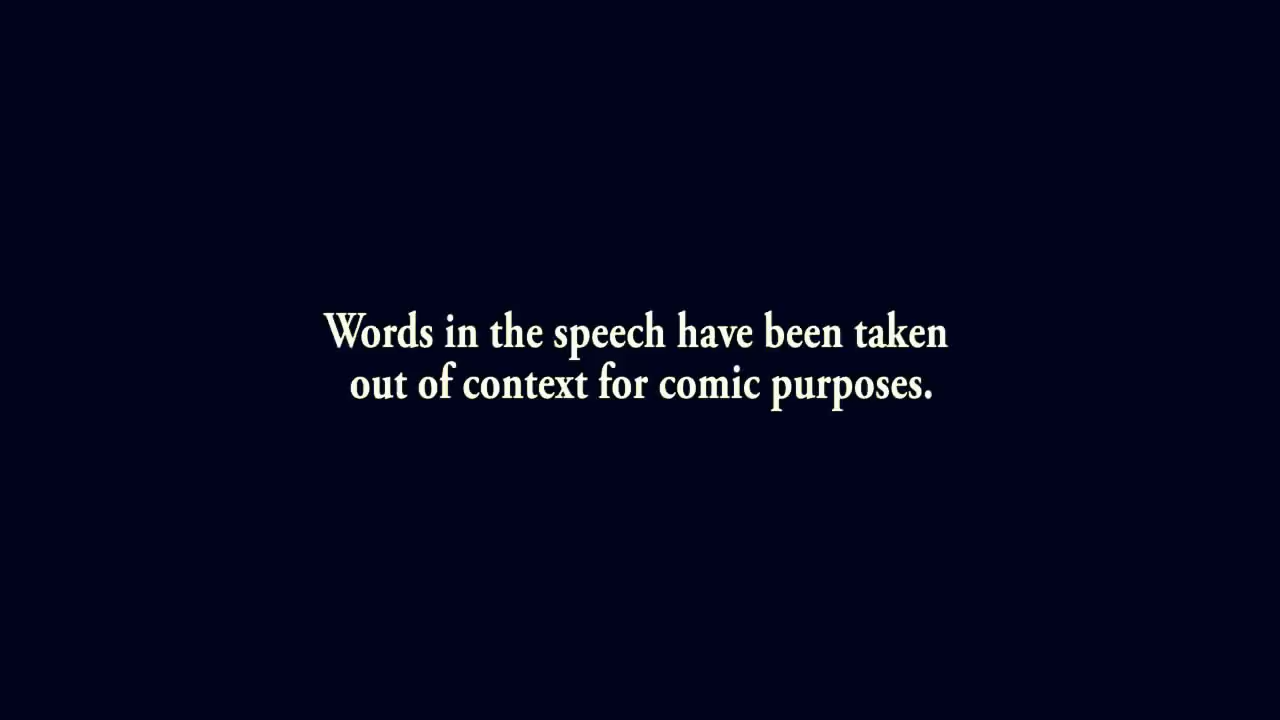 Words in the speech have been taken
out of context for comic purposes.